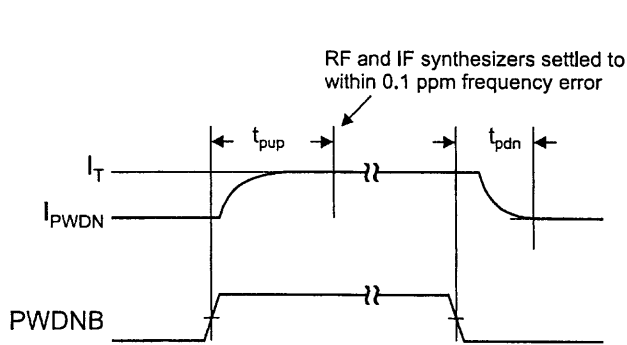 RF and IF synthesizers settled to
within 0.1 ppm frequency error
tpup
tpdn
IT
IPWDN
PWDNB